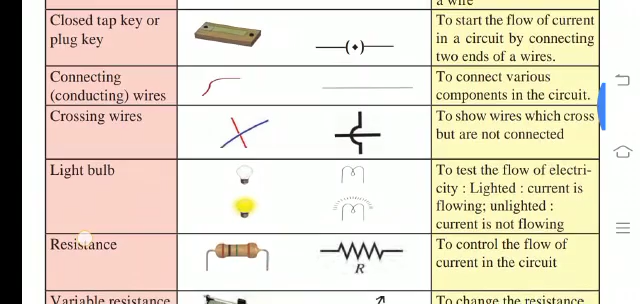 a wire
Closed tap key or
plug key
To start the flow of current
in a circuit by connecting
two ends of a wires.
Connecting
(conducting) wires
To connect various
components in the circuit.
Crossing wires
To show wires which cross
but are not connected
Light bulb
To test the flow of electri-
city : Lighted : current is
flowing; unlighted :
current is not flowing
Resistance
R
To control the flow of
current in the circuit
Variable resistance
To change the resistance